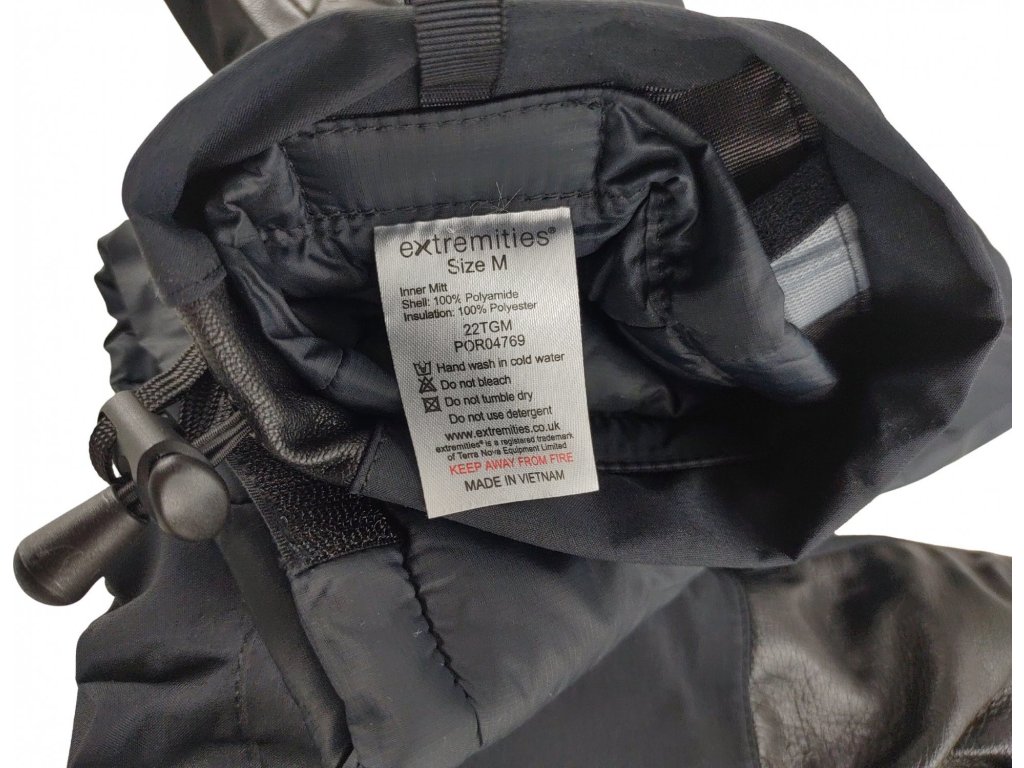 extremities®
Size M
Inner Mitt
Shell: 100% Polyamide
Insulation: 100% Polyester
22TGM
POR04769
Hand wash in cold water
Do not bleach
Do not tumble dry
Do not use detergent
www.extremities.co.uk
extremities® is a registered trademark
of Terra Nova Equipment Limited
KEEP AWAY FROM FIRE
MADE IN VIETNAM